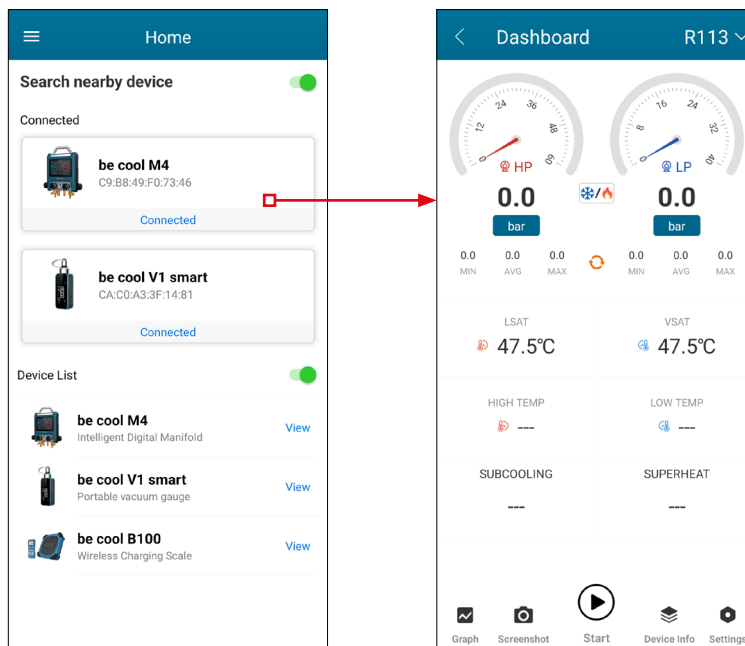 Home
Search nearby device
Connected
be cool M4
C9:B8:49:F0:73:46
Connected
be cool V1 smart
CA:C0:A3:3F:14:81
Connected
Device List
be cool M4
Intelligent Digital Manifold
View
be cool V1 smart
Portable vacuum gauge
View
be cool B100
Wireless Charging Scale
View
Dashboard R113
0 12 24 36 48 60
HP
0.0
bar
0 8 16 24 32 40
LP
0.0
bar
0.0 0.0 0.0
MIN AVG MAX
0.0 0.0 0.0
MIN AVG MAX
LSAT
47.5℃
VSAT
47.5℃
HIGH TEMP
---
LOW TEMP
---
SUBCOOLING
---
SUPERHEAT
---
Graph Screenshot Start Device Info Settings